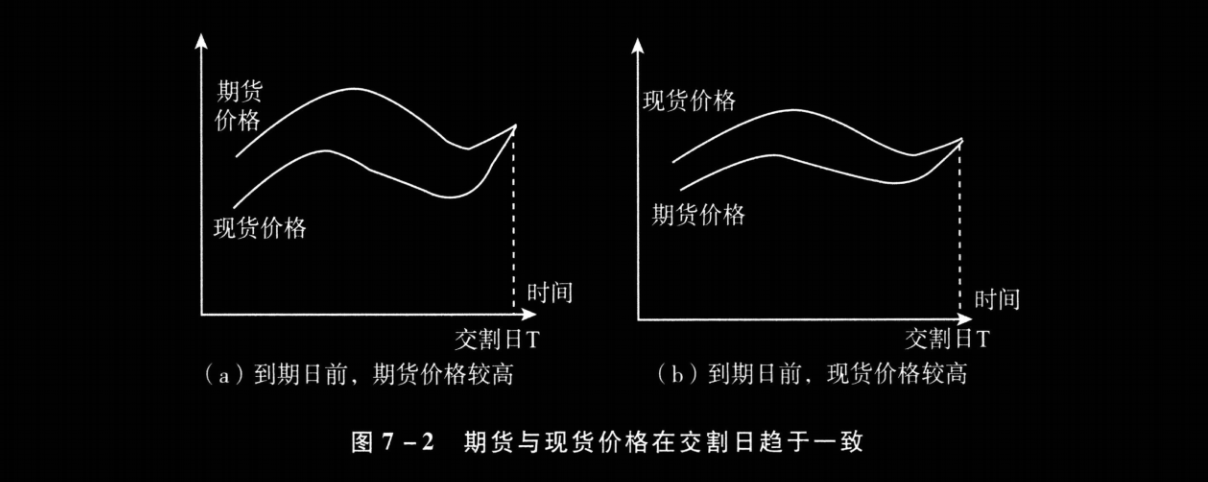 期货
价格
现货价格
时间
交割日T
（a）到期日前，期货价格较高
现货价格
期货价格
时间
交割日T
（b）到期日前，现货价格较高
图 7-2 期货与现货价格在交割日趋于一致